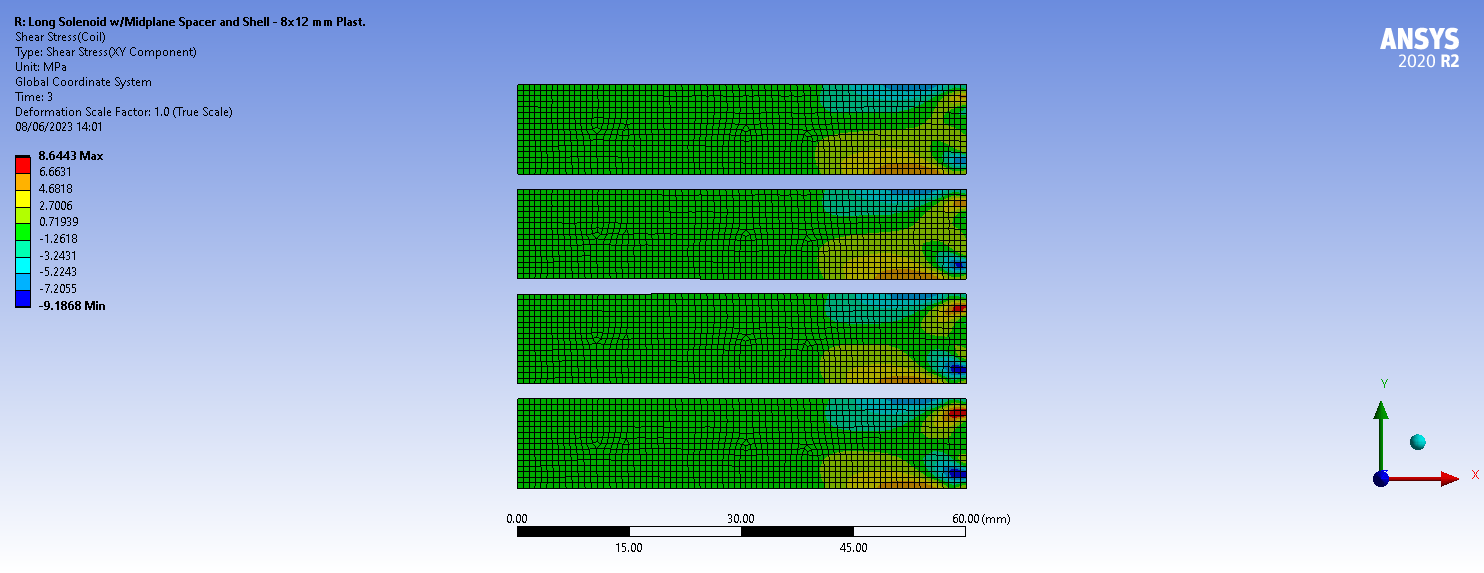 R: Long Solenoid w/Midplane Spacer and Shell - 8x12 mm Plast.
Shear Stress(Coil)
Type: Shear Stress(XY Component)
Unit: MPa
Global Coordinate System
Time: 3
Deformation Scale Factor: 1.0 (True Scale)
08/06/2023 14:01
8.6443 Max
6.6631
4.6818
2.7006
0.71939
-1.2618
-3.2431
-5.2243
-7.2055
-9.1868 Min
ANSYS
2020 R2
0.00 30.00 60.00 (mm)
15.00 45.00
Y
X
Z